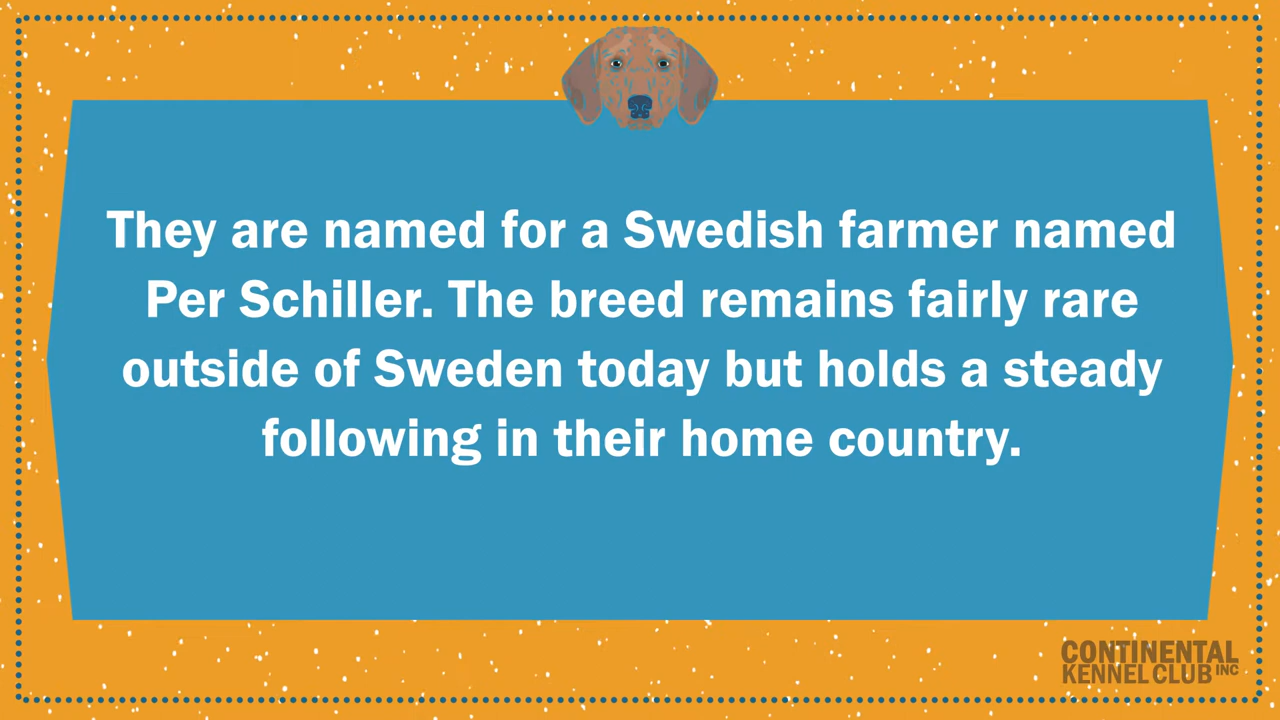 They are named for a Swedish farmer named
Per Schiller. The breed remains fairly rare
outside of Sweden today but holds a steady
following in their home country.
CONTINENTAL
KENNEL CLUB INC